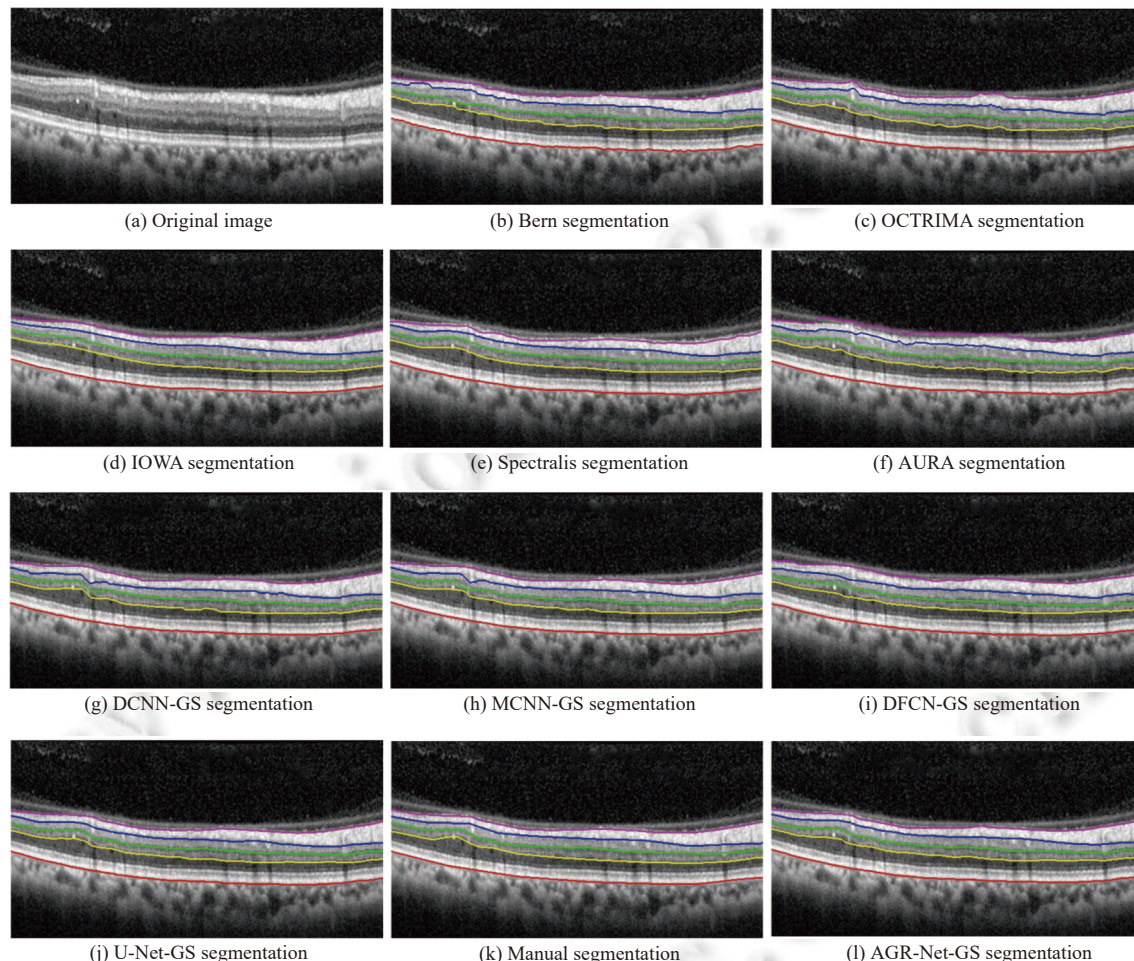 (a) Original image
(b) Bern segmentation
(c) OCTRIMA segmentation
(d) IOWA segmentation
(e) Spectralis segmentation
(f) AURA segmentation
(g) DCNN-GS segmentation
(h) MCNN-GS segmentation
(i) DFCN-GS segmentation
(j) U-Net-GS segmentation
(k) Manual segmentation
(l) AGR-Net-GS segmentation